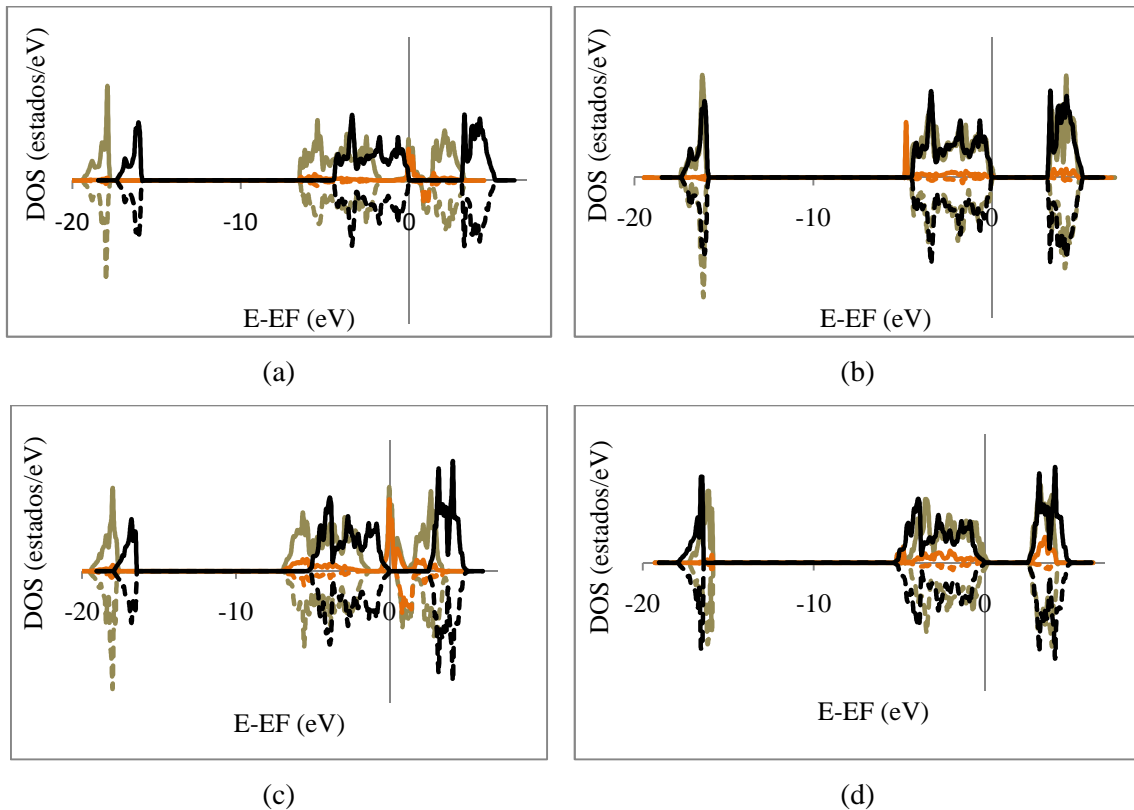 DOS (estados/eV)
-20
-10
0
E-EF (eV)
(a)
DOS (estados/eV)
-20
-10
0
E-EF (eV)
(b)
DOS (estados/eV)
-20
-10
0
E-EF (eV)
(c)
DOS (estados/eV)
-20
-10
0
E-EF (eV)
(d)